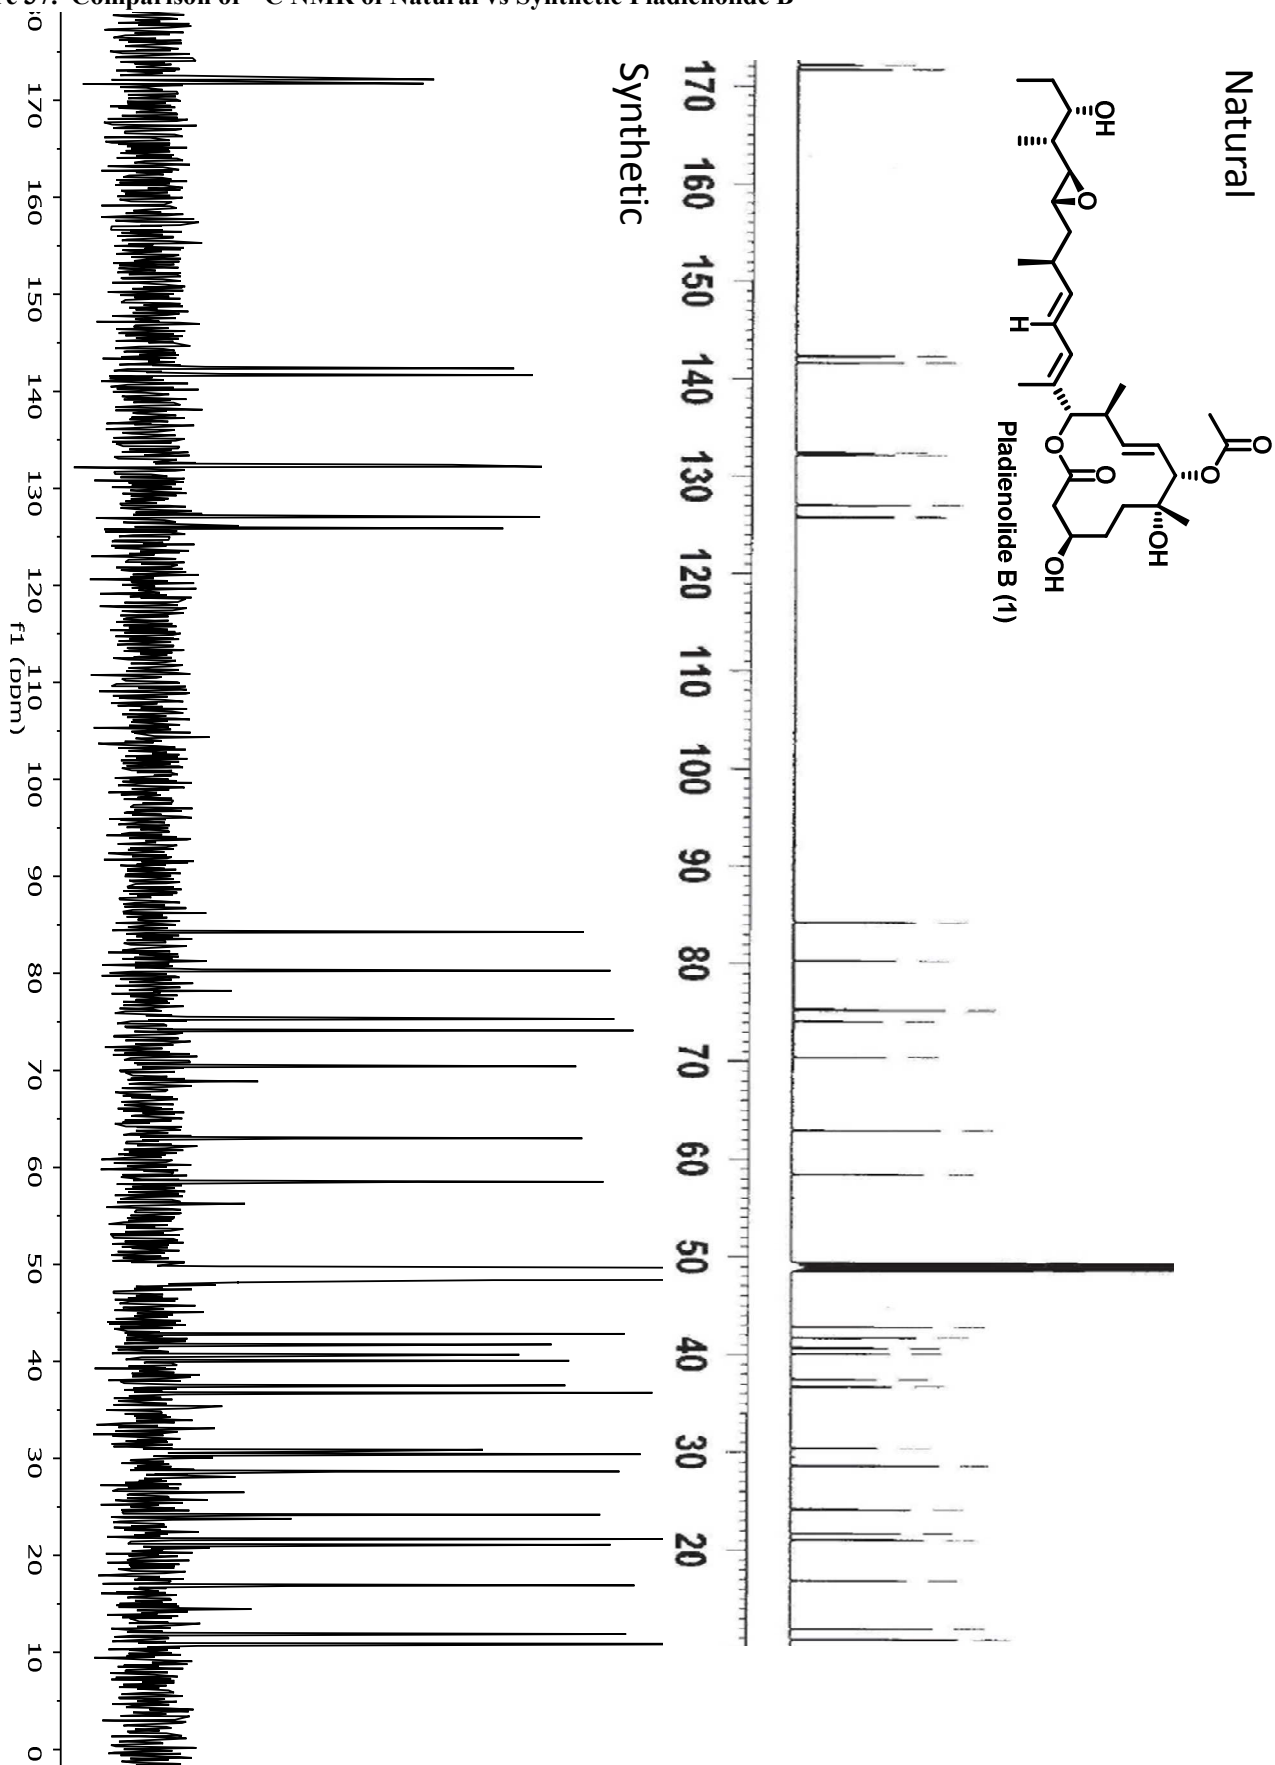 re 37. Comparison of C NMR of Natural vs Synthetic Pladienolide B
Natural
OH
O
H
O
O
O
O
OH
OH
Pladienolide B (1)
170 160 150 140 130 120 110 100 90 80 70 60 50 40 30 20
Synthetic
170 160 150 140 130 120 110 100 90 80 70 60 50 40 30 20 10 0
f1 (ppm)